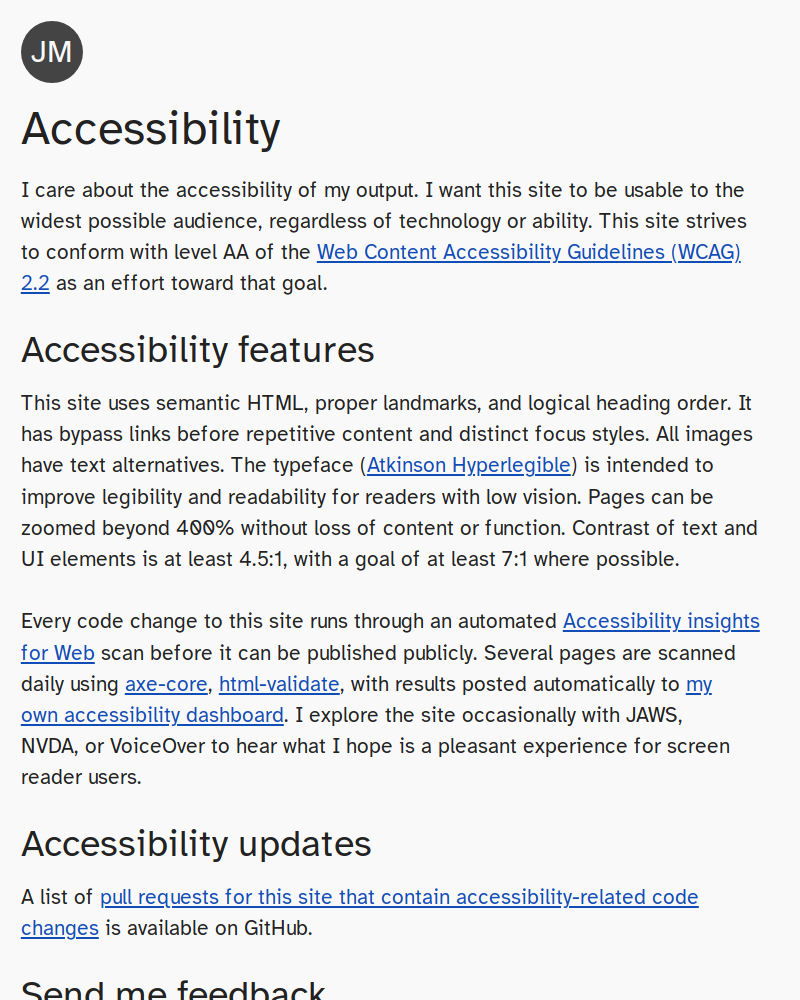 JM
Accessibility
I care about the accessibility of my output. I want this site to be usable to the
widest possible audience, regardless of technology or ability. This site strives
to conform with level AA of the Web Content Accessibility Guidelines (WCAG)
2.2 as an effort toward that goal.
Accessibility features
This site uses semantic HTML, proper landmarks, and logical heading order. It
has bypass links before repetitive content and distinct focus styles. All images
have text alternatives. The typeface (Atkinson Hyperlegible) is intended to
improve legibility and readability for readers with low vision. Pages can be
zoomed beyond 400% without loss of content or function. Contrast of text and
UI elements is at least 4.5:1, with a goal of at least 7:1 where possible.
Every code change to this site runs through an automated Accessibility insights
for Web scan before it can be published publicly. Several pages are scanned
daily using axe-core, html-validate, with results posted automatically to my
own accessibility dashboard. I explore the site occasionally with JAWS,
NVDA, or VoiceOver to hear what I hope is a pleasant experience for screen
reader users.
Accessibility updates
A list of pull requests for this site that contain accessibility-related code
changes is available on GitHub.
Send me feedback